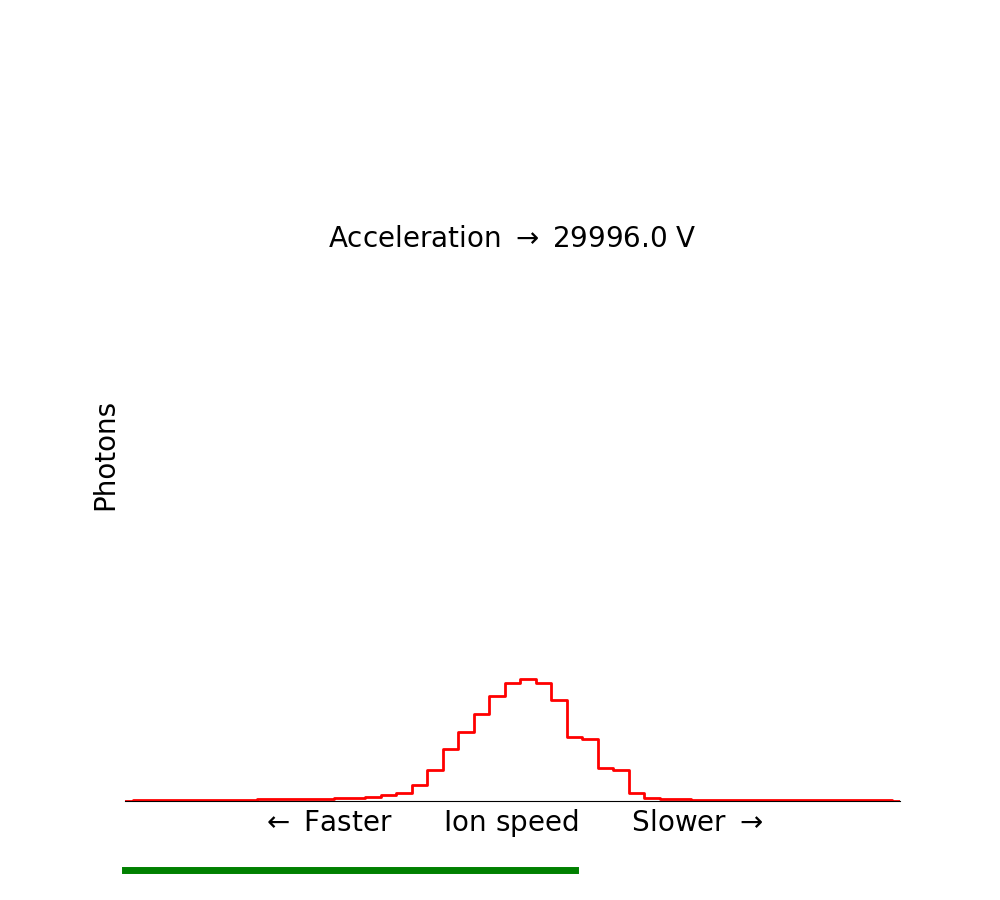 Acceleration → 29996.0 V
Photons
← Faster Ion speed Slower →